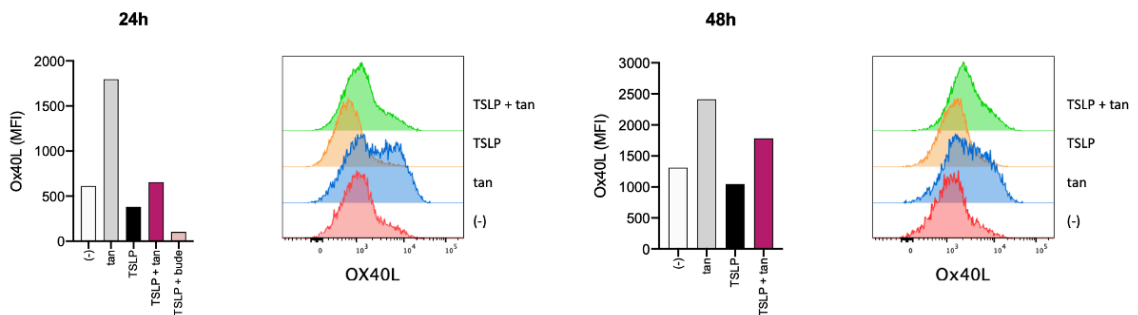 24h
Ox40L (MFI)
2000
1500
1000
500
0
(-)
tan
TSLP
TSLP + tan
TSLP + bude
TSLP + tan
TSLP
tan
(-)
0 10³ 10⁴ 10⁵
OX40L
48h
Ox40L (MFI)
3000
2500
2000
1500
1000
500
0
(-)
tan
TSLP
TSLP + tan
TSLP + tan
TSLP
tan
(-)
0 10³ 10⁴ 10⁵
Ox40L